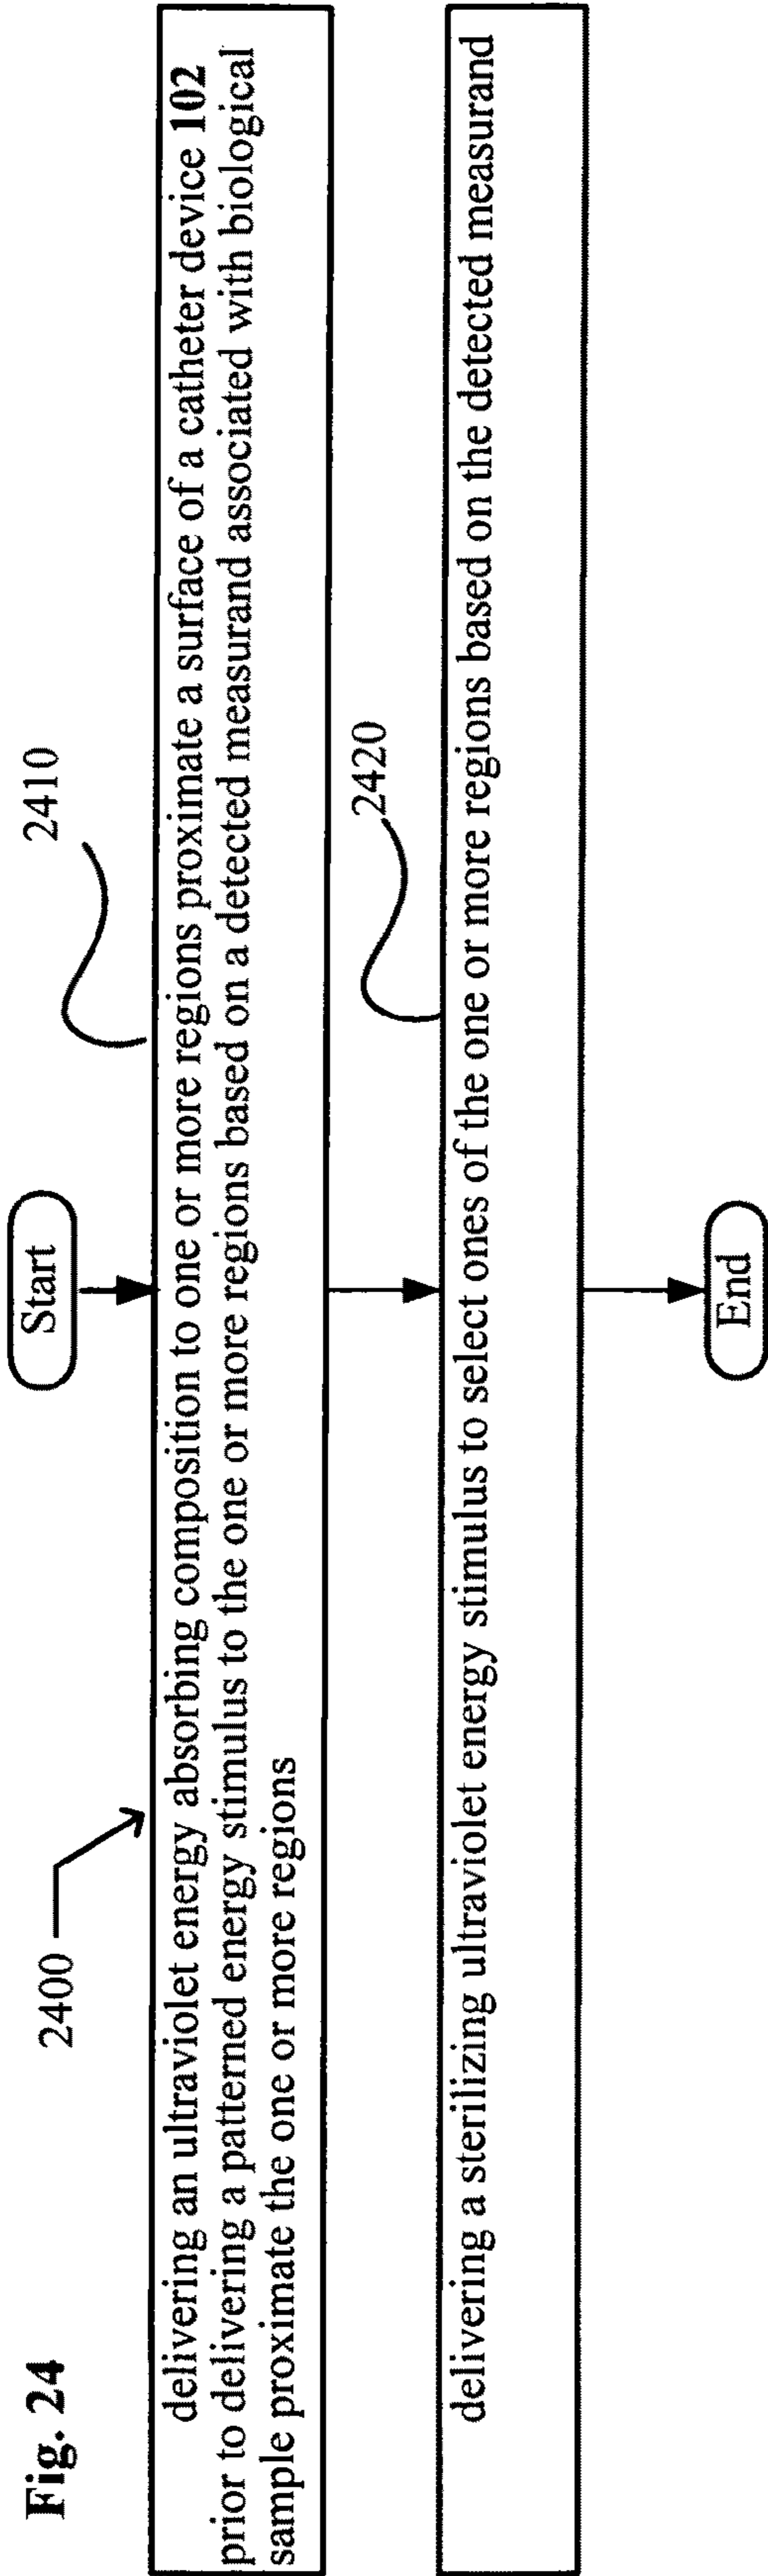 Fig. 24
2400
Start
2410
delivering an ultraviolet energy absorbing composition to one or more regions proximate a surface of a catheter device 102
prior to delivering a patterned energy stimulus to the one or more regions based on a detected measurand associated with biological
sample proximate the one or more regions
2420
delivering a sterilizing ultraviolet energy stimulus to select ones of the one or more regions based on the detected measurand
End